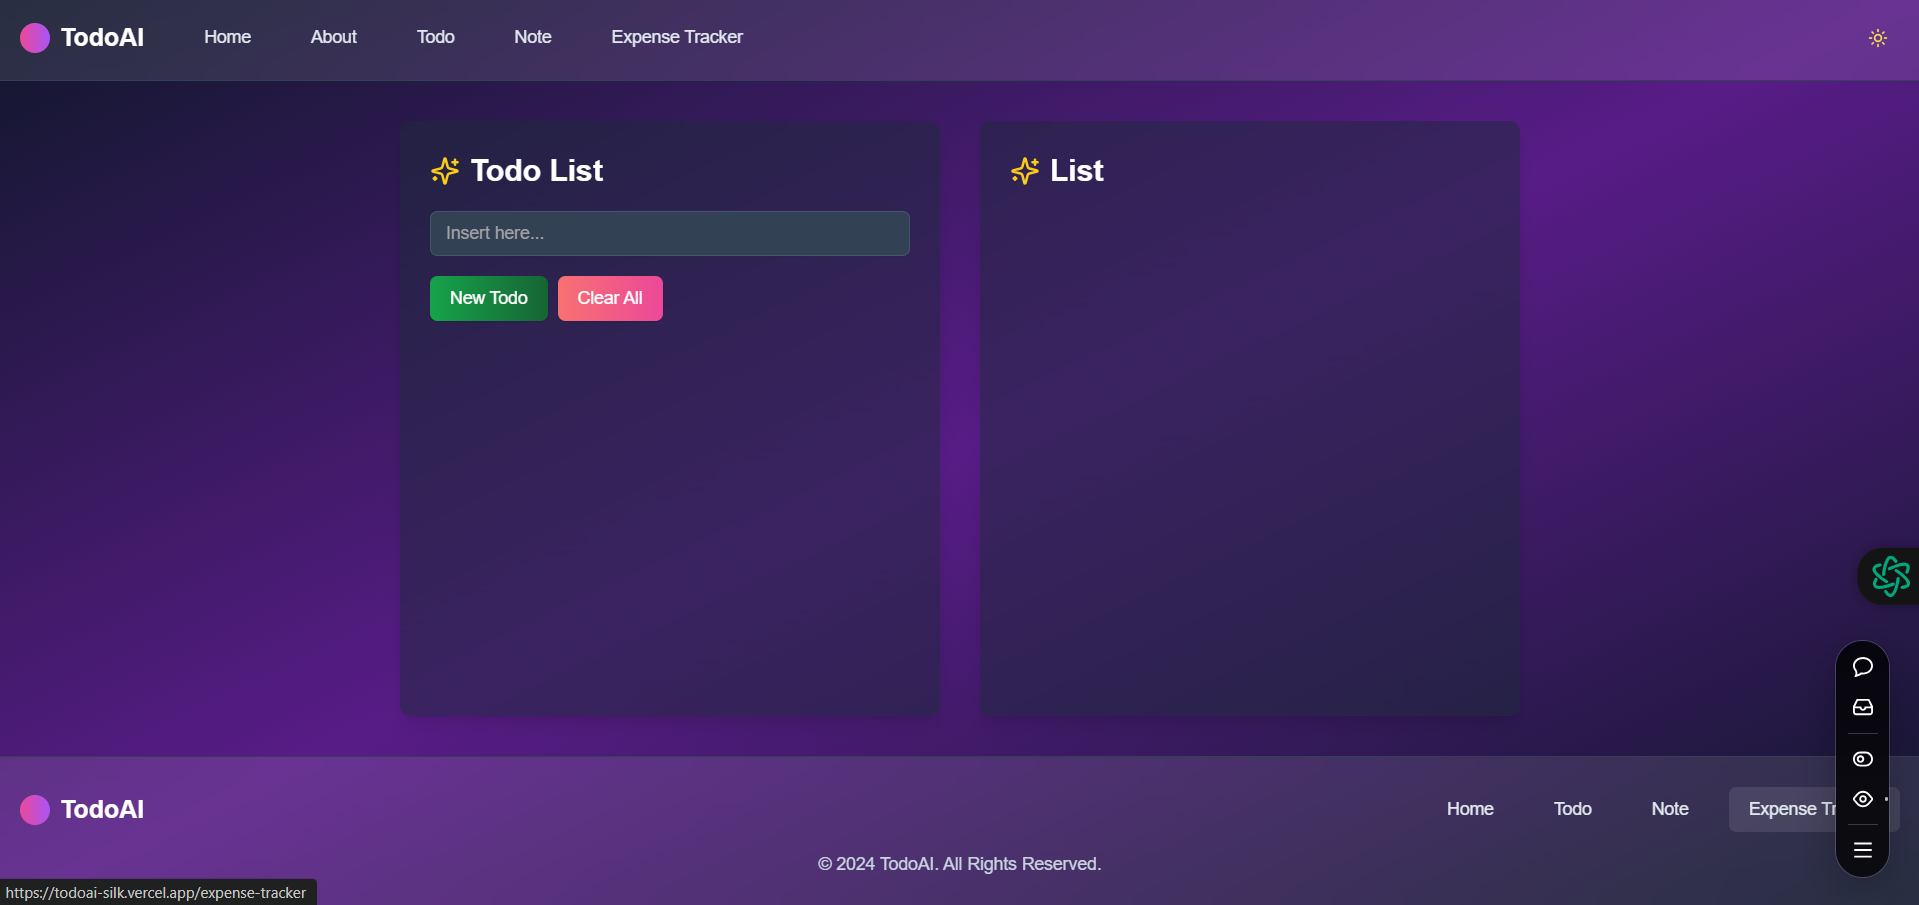 TodoAI
Home
About
Todo
Note
Expense Tracker
Todo List
Insert here...
New Todo
Clear All
List
TodoAI
Home
Todo
Note
Expense Tr
© 2024 TodoAI. All Rights Reserved.
https://todoai-silk.vercel.app/expense-tracker